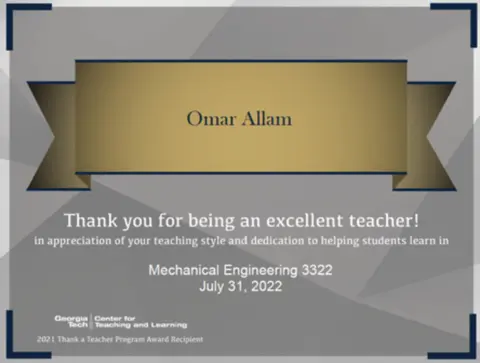 Omar Allam
Thank you for being an excellent teacher!
in appreciation of your teaching style and dedication to helping students learn in
Mechanical Engineering 3322
July 31, 2022
Georgia Tech | Center for Teaching and Learning
2021 Thank a Teacher Program Award Recipient